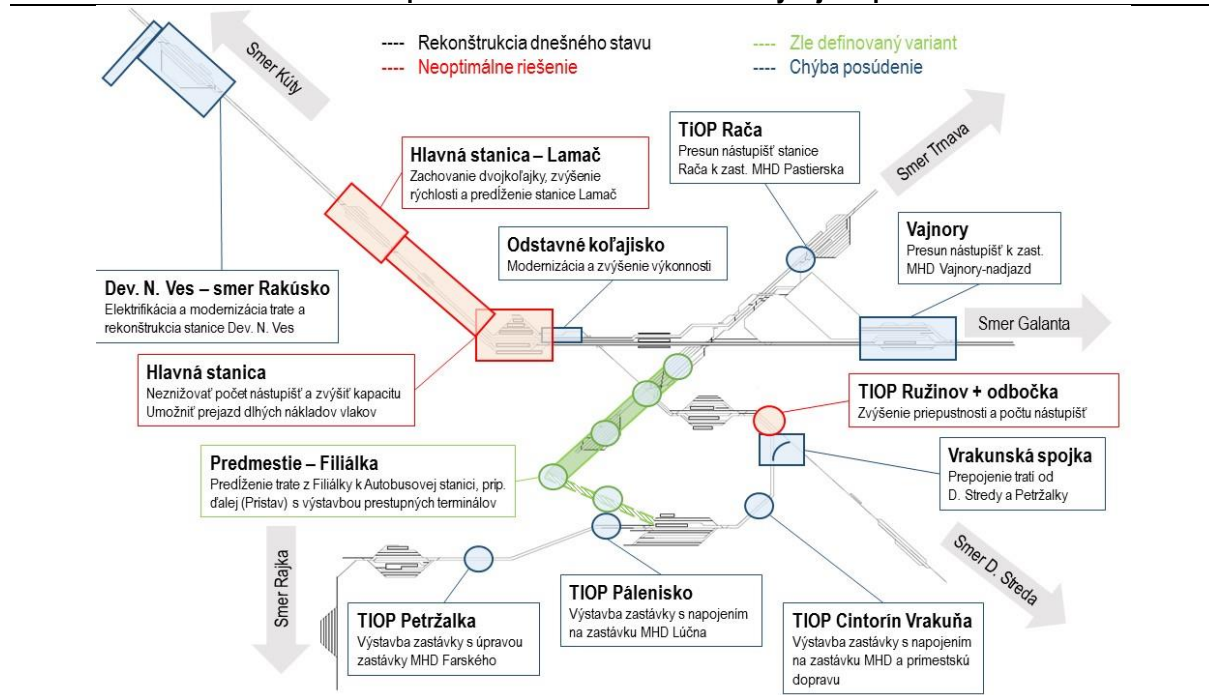 ---- Rekonštrukcia dnešného stavu
---- Zle definovaný variant
---- Neoptimálne riešenie
---- Chýba posúdenie
Smer Kúty
Smer Trnava
TiOP Rača
Presun nástupíšť stanice
Rača k zast. MHD Pastierska
Hlavná stanica – Lamač
Zachovanie dvojkoľajky, zvýšenie
rýchlosti a predĺženie stanice Lamač
Odstavné koľajisko
Modernizácia a zvýšenie výkonnosti
Vajnory
Presun nástupíšť k zast.
MHD Vajnory-nadjazd
Dev. N. Ves – smer Rakúsko
Elektrifikácia a modernizácia trate a
rekonštrukcia stanice Dev. N. Ves
Smer Galanta
Hlavná stanica
Neznižovať počet nástupíšť a zvýšiť kapacitu
Umožniť prejazd dlhých nákladov vlakov
TIOP Ružinov + odbočka
Zvýšenie priepustnosti a počtu nástupíšť
Predmestie – Filiálka
Predĺženie trate z Filiálky k Autobusovej stanici, príp.
ďalej (Prístav) s výstavbou prestupných terminálov
Vrakunská spojka
Prepojenie tratí od
D. Stredy a Petržalky
Smer Rajka
Smer D. Streda
TIOP Petržalka
Výstavba zastávky s úpravou
zastávky MHD Farského
TIOP Pálenisko
Výstavba zastávky s napojením
na zastávku MHD Lúčna
TIOP Cintorín Vrakuňa
Výstavba zastávky s napojením
na zastávku MHD a prímestskú
dopravu